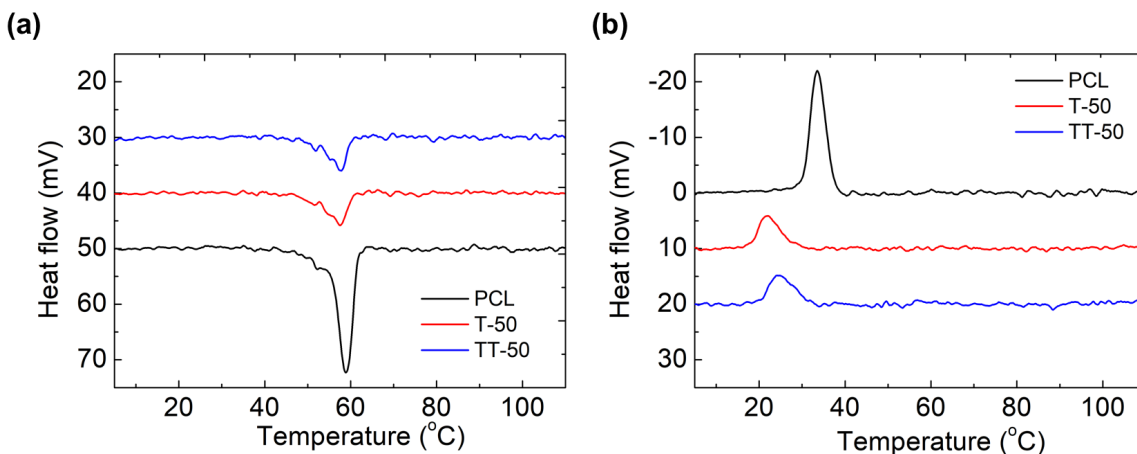 (a)
Heat flow (mV)
20
30
40
50
60
70
PCL
T-50
TT-50
20 40 60 80 100
Temperature (°C)
(b)
Heat flow (mV)
-20
-10
0
10
20
30
PCL
T-50
TT-50
20 40 60 80 100
Temperature (°C)